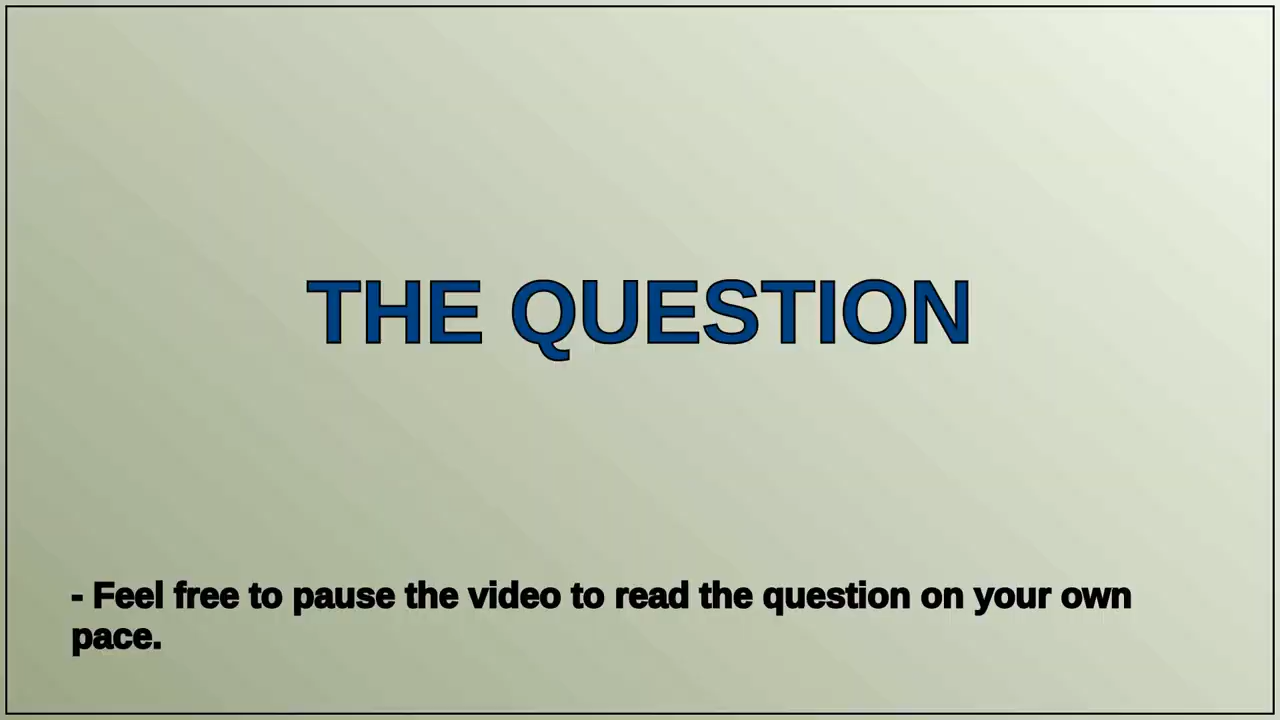 THE QUESTION
- Feel free to pause the video to read the question on your own
pace.